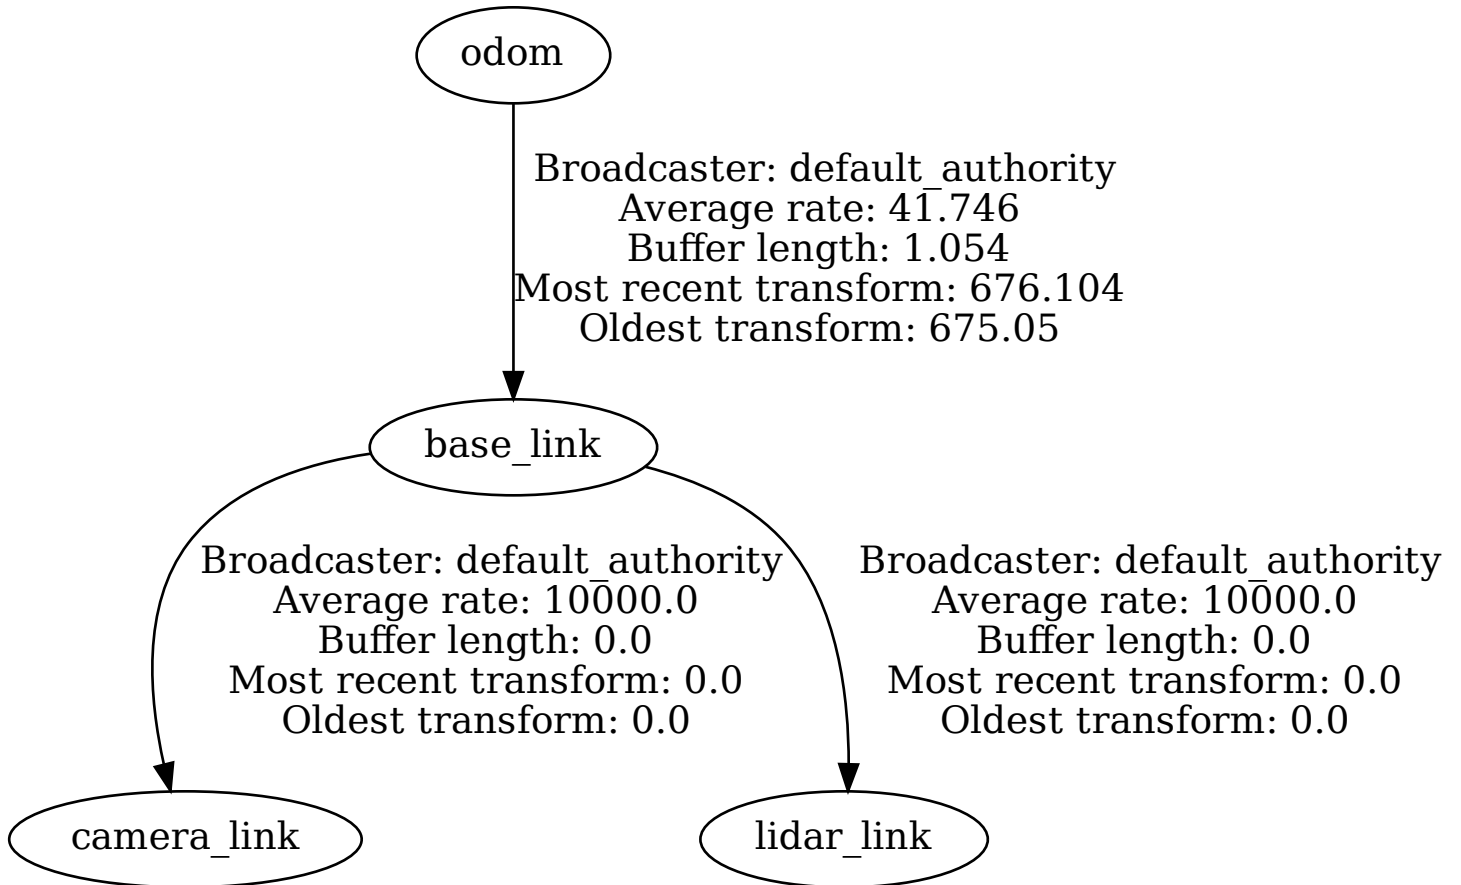 odom
Broadcaster: default_authority
Average rate: 41.746
Buffer length: 1.054
Most recent transform: 676.104
Oldest transform: 675.05
base_link
Broadcaster: default_authority
Average rate: 10000.0
Buffer length: 0.0
Most recent transform: 0.0
Oldest transform: 0.0
Broadcaster: default_authority
Average rate: 10000.0
Buffer length: 0.0
Most recent transform: 0.0
Oldest transform: 0.0
camera_link
lidar_link